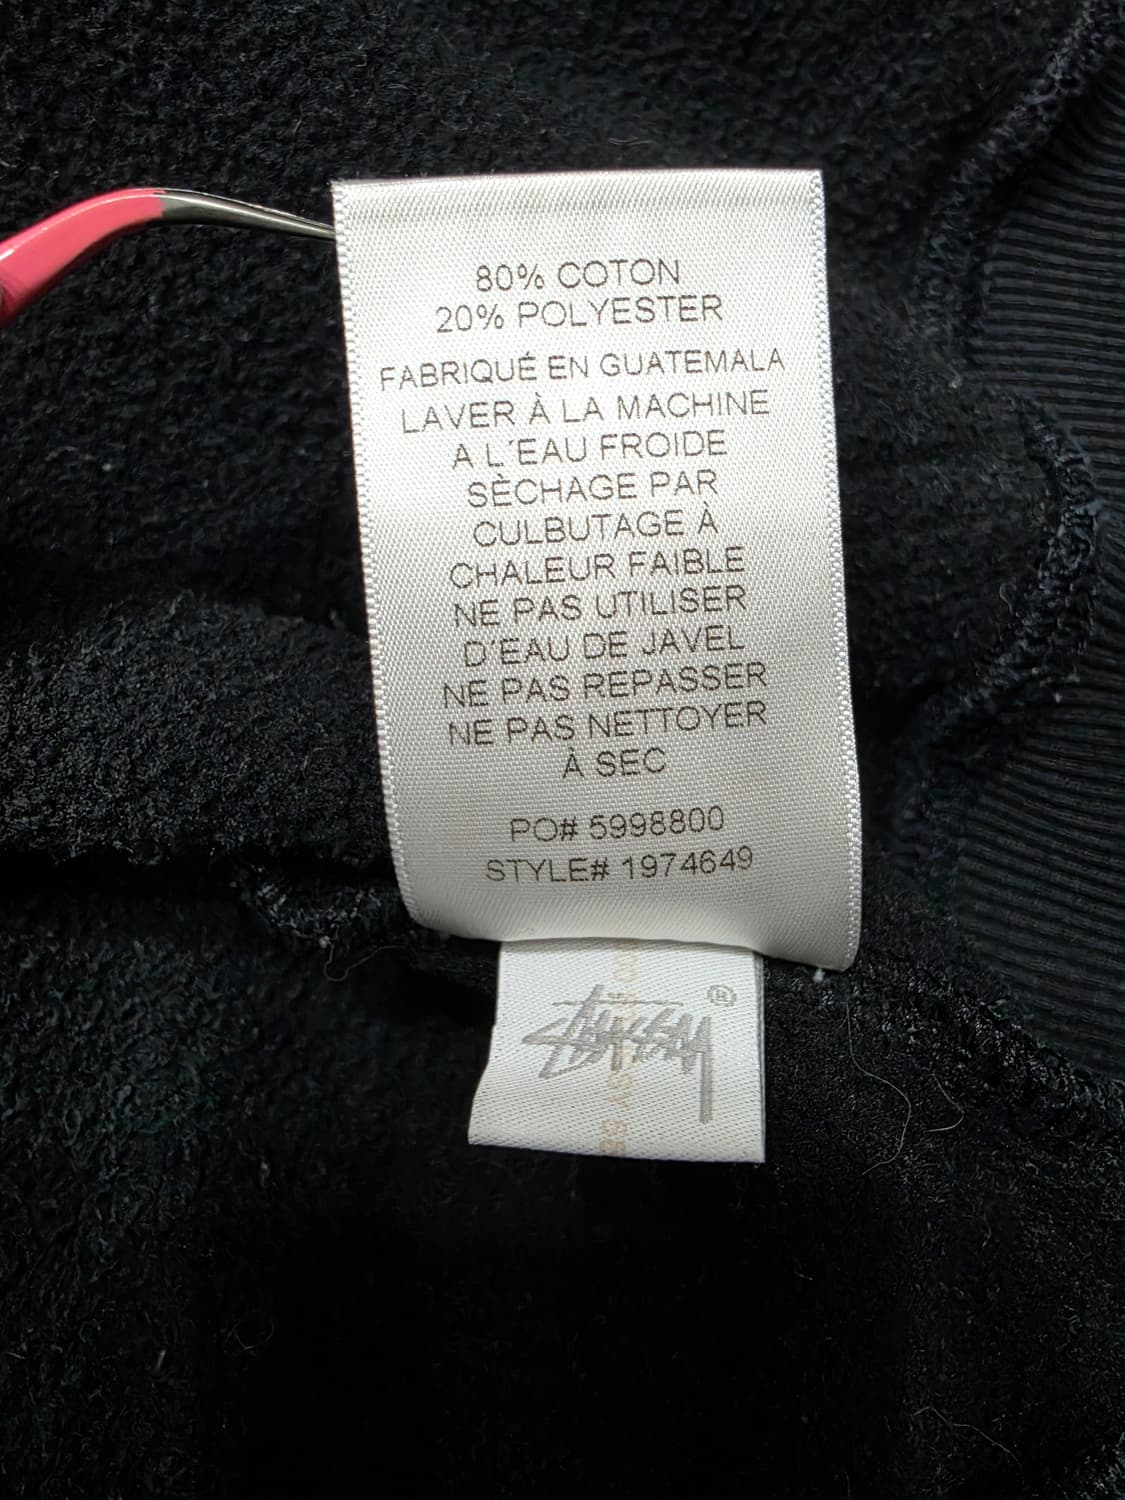 80% COTON
20% POLYESTER
FABRIQUÉ EN GUATEMALA
LAVER À LA MACHINE
À L´EAU FROIDE
SÈCHAGE PAR
CULBUTAGE À
CHALEUR FAIBLE
NE PAS UTILISER
D´EAU DE JAVEL
NE PAS REPASSER
NE PAS NETTOYER
À SEC
PO# 5998800
STYLE# 1974649
STÜSSY ®